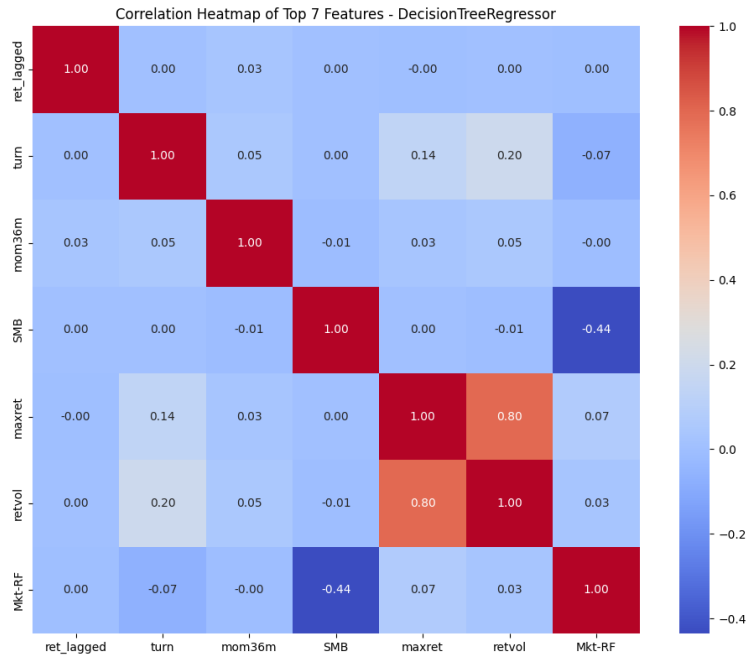 Correlation Heatmap of Top 7 Features - DecisionTreeRegressor
ret_lagged 1.00 0.00 0.03 0.00 -0.00 0.00 0.00
turn 0.00 1.00 0.05 0.00 0.14 0.20 -0.07
mom36m 0.03 0.05 1.00 -0.01 0.03 0.05 -0.00
SMB 0.00 0.00 -0.01 1.00 0.00 -0.01 -0.44
maxret -0.00 0.14 0.03 0.00 1.00 0.80 0.07
retvol 0.00 0.20 0.05 -0.01 0.80 1.00 0.03
Mkt-RF 0.00 -0.07 -0.00 -0.44 0.07 0.03 1.00
ret_lagged turn mom36m SMB maxret retvol Mkt-RF
1.0
0.8
0.6
0.4
0.2
0.0
-0.2
-0.4